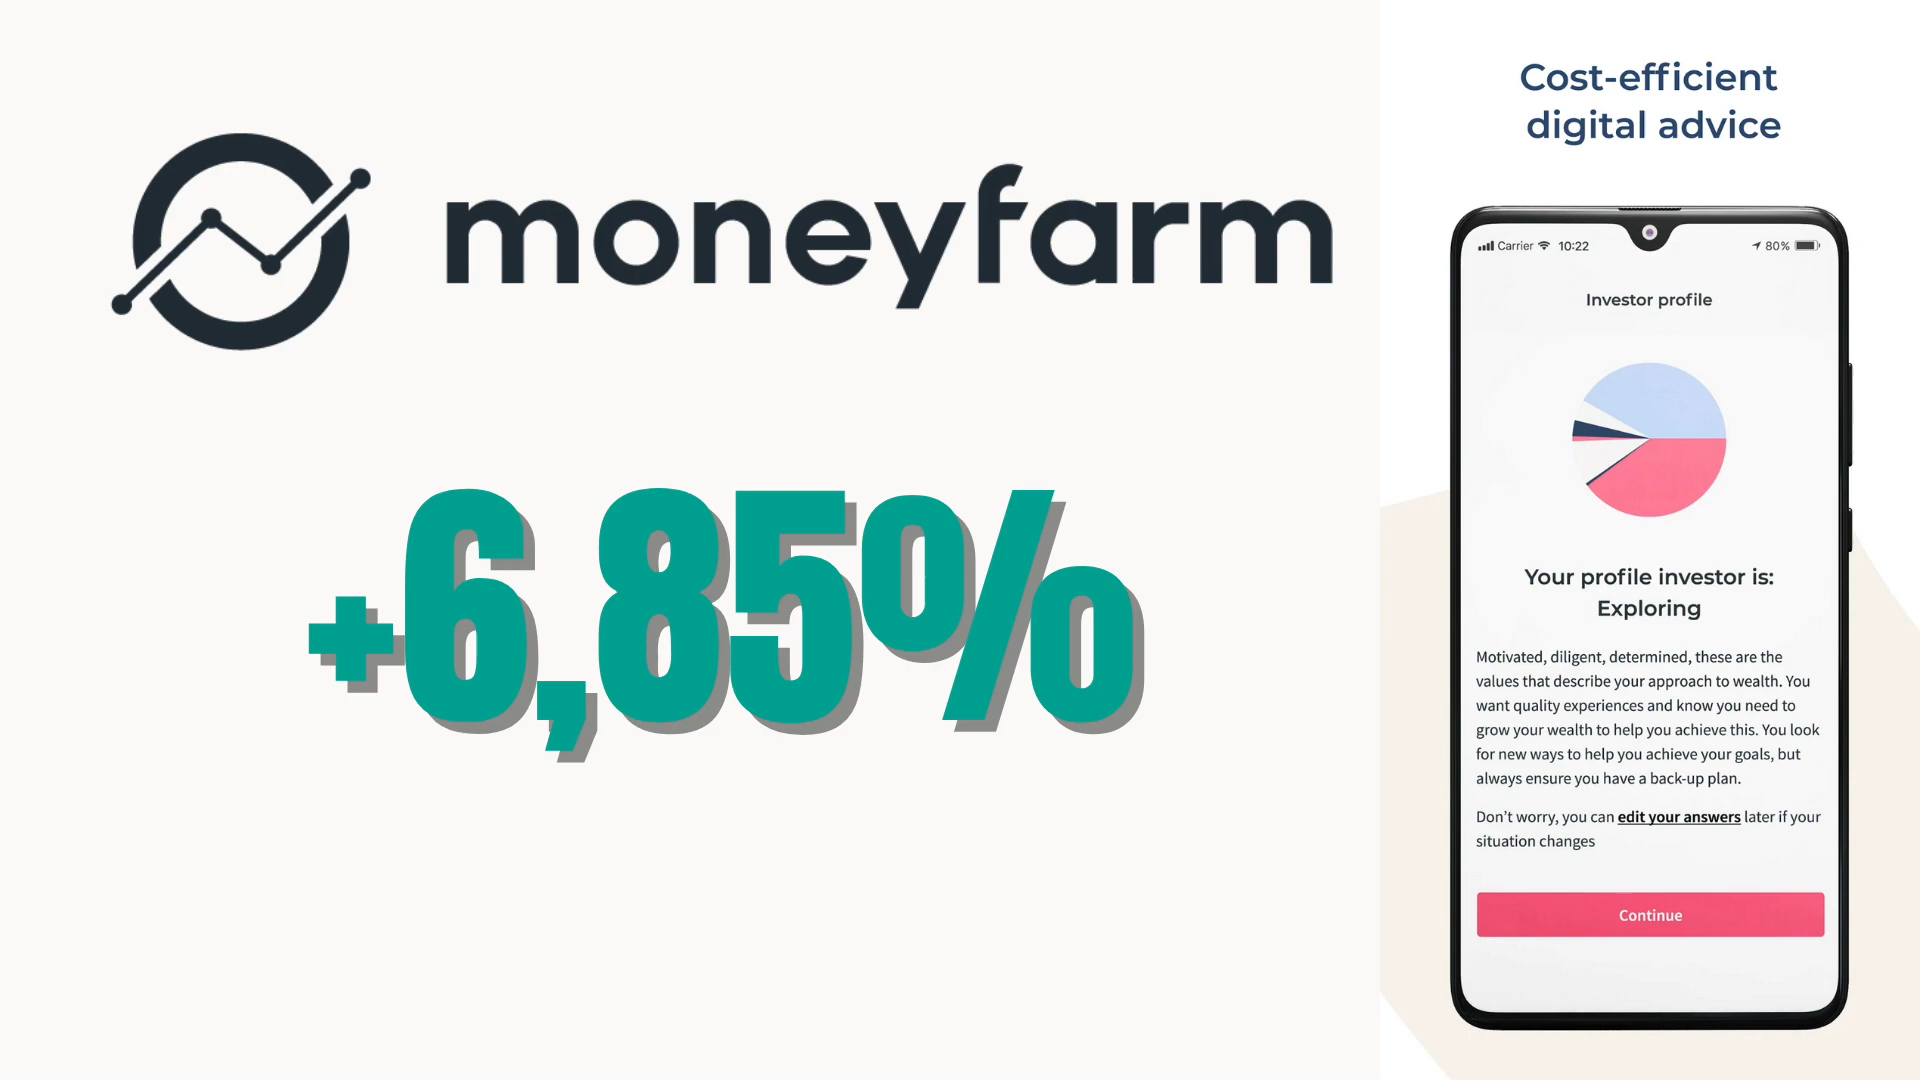 moneyfarm
+6,85%
Cost-efficient
digital advice
Carrier 10:22 80%
Investor profile
Your profile investor is:
Exploring
Motivated, diligent, determined, these are the
values that describe your approach to wealth. You
want quality experiences and know you need to
grow your wealth to help you achieve this. You look
for new ways to help you achieve your goals, but
always ensure you have a back-up plan.
Don't worry, you can edit your answers later if your
situation changes
Continue